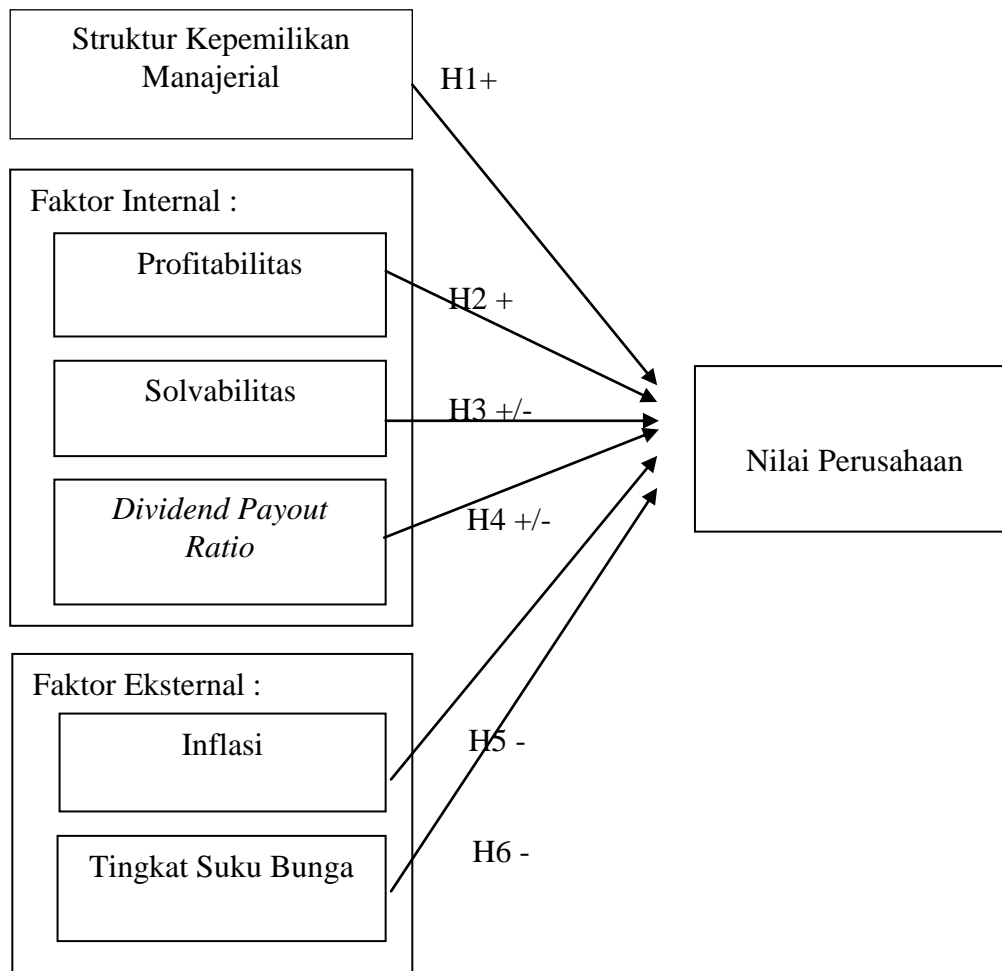 Struktur Kepemilikan
Manajerial
H1+
Faktor Internal :
Profitabilitas
H2 +
Solvabilitas
H3 +/-
Nilai Perusahaan
Dividend Payout
Ratio
H4 +/-
Faktor Eksternal :
Inflasi
H5 -
Tingkat Suku Bunga
H6 -